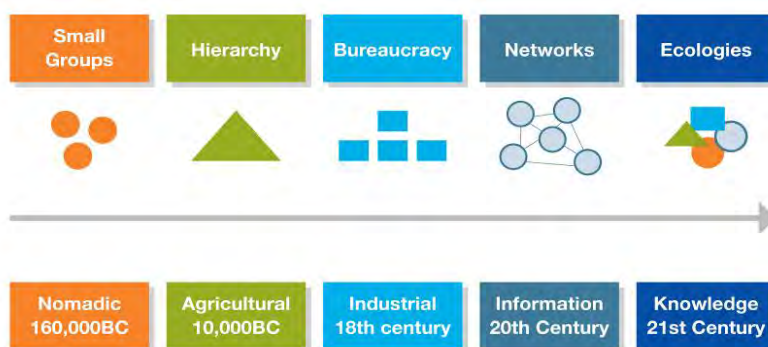 Small
Groups
Hierarchy
Bureaucracy
Networks
Ecologies
Nomadic
160,000BC
Agricultural
10,000BC
Industrial
18th century
Information
20th Century
Knowledge
21st Century